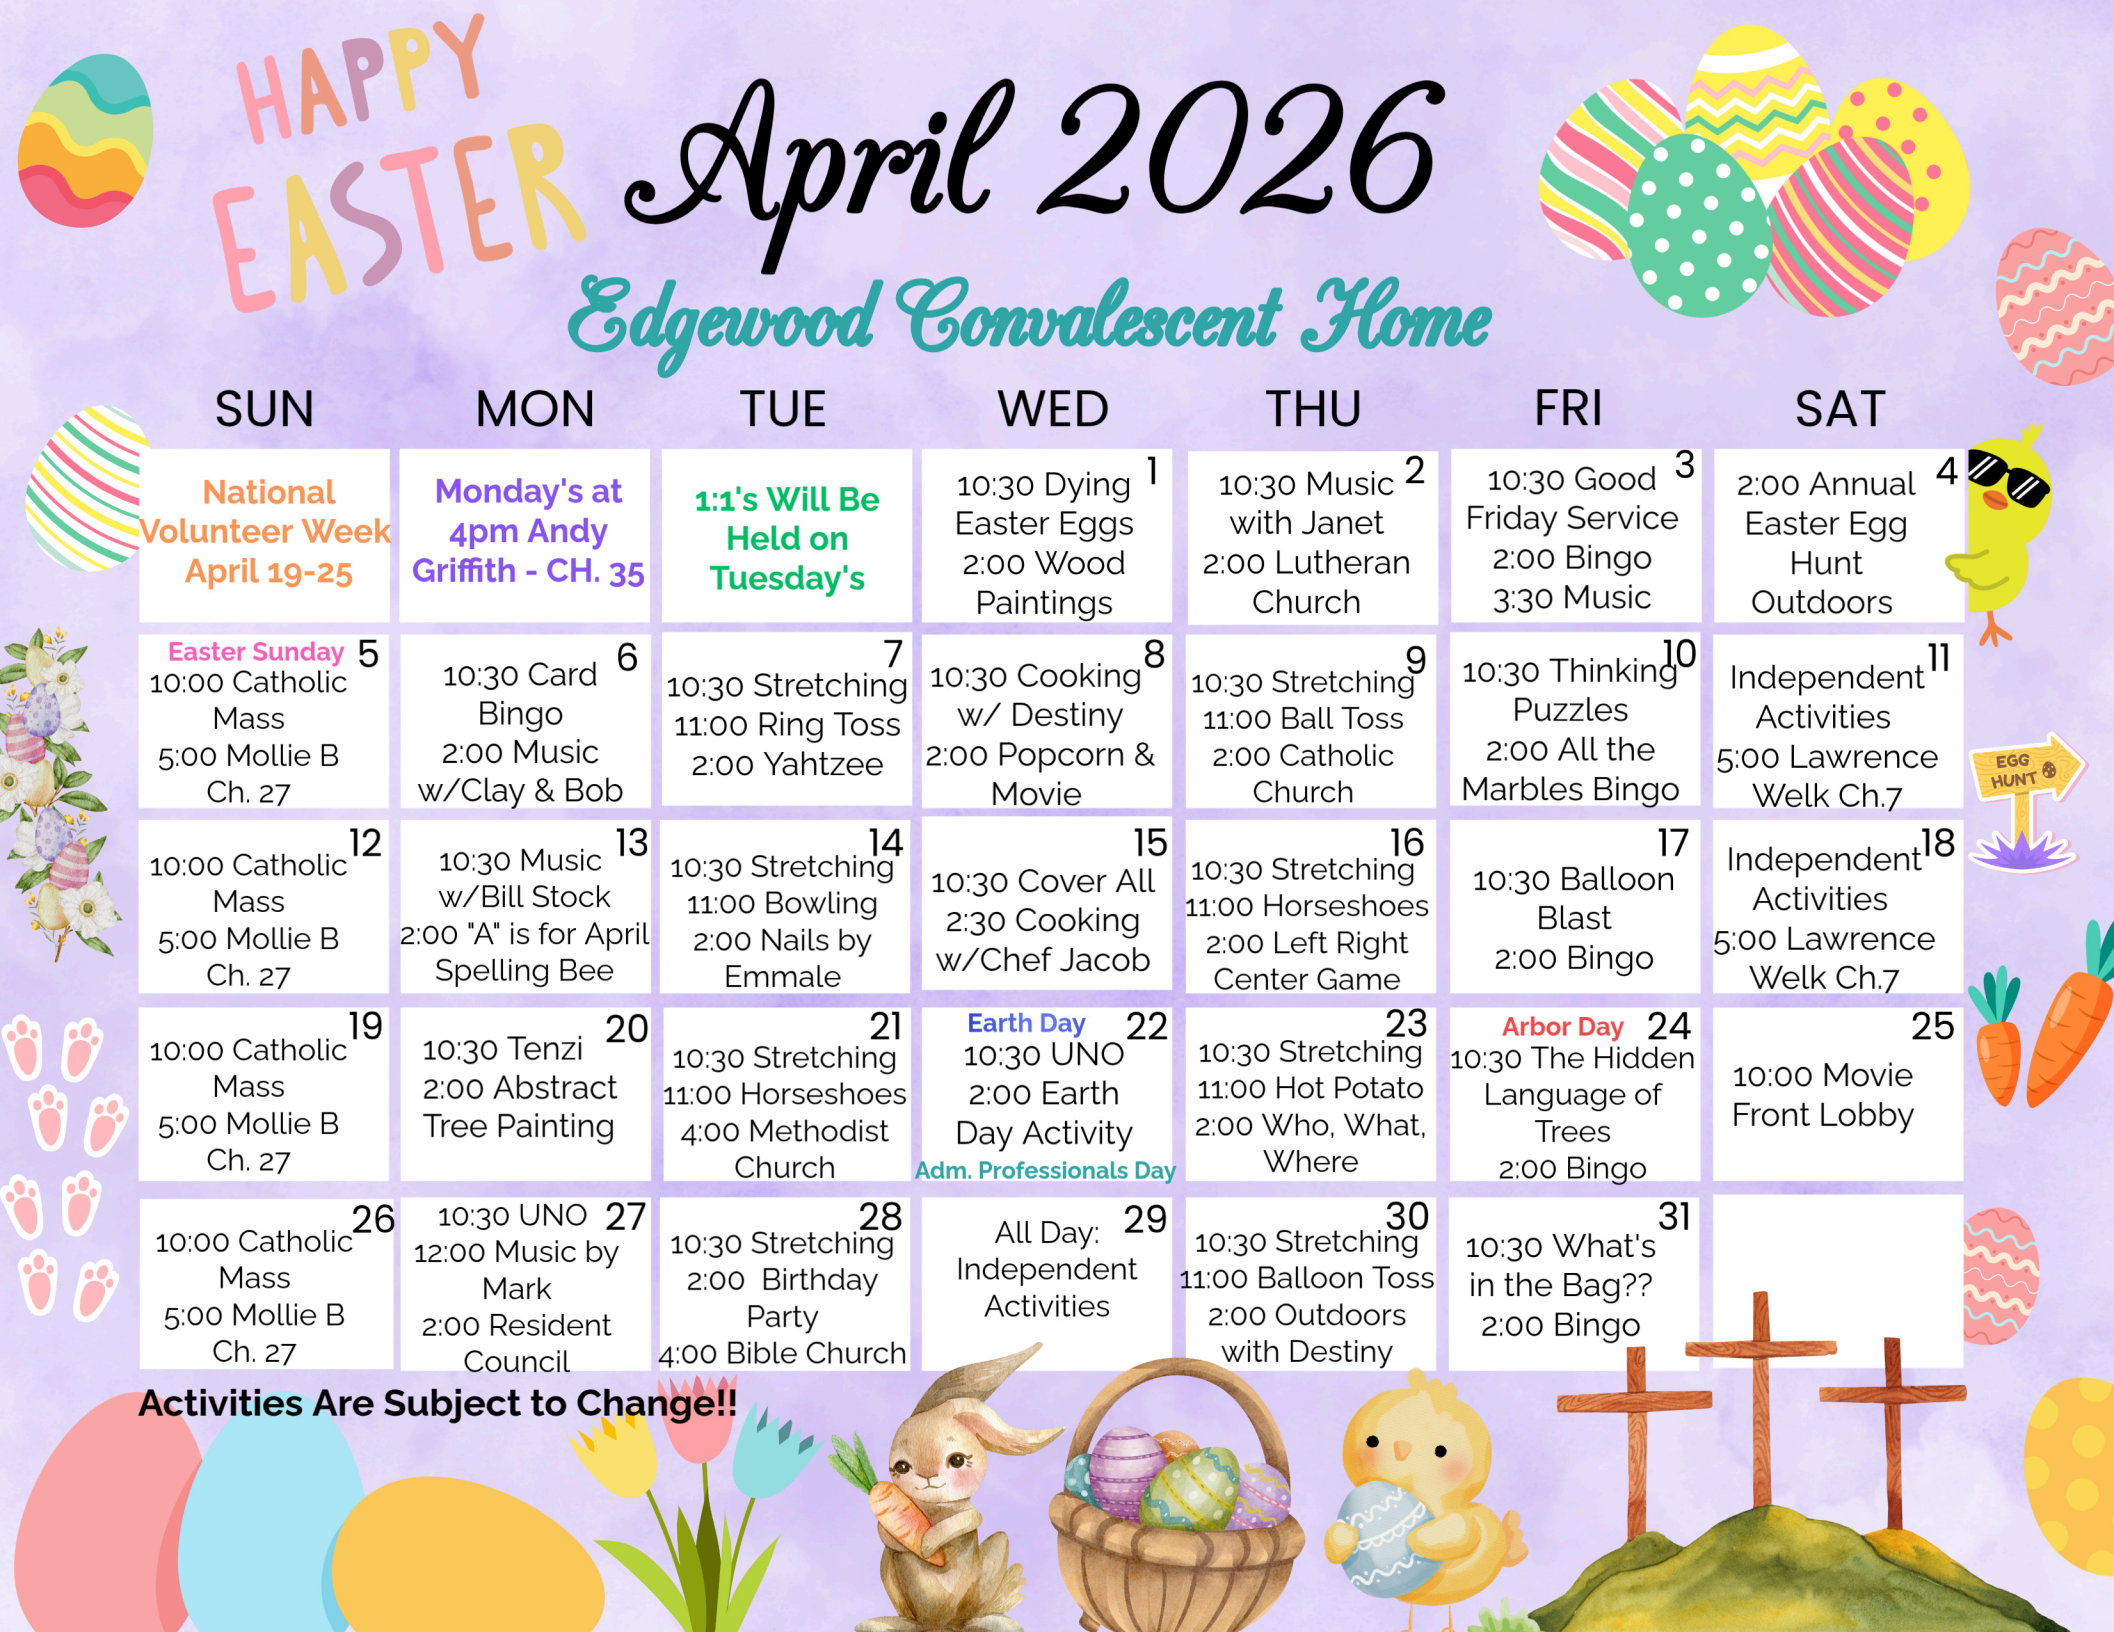 HAPPY
EASTER
April 2026
Edgewood Convalescent Home
SUN MON TUE WED THU FRI SAT
National
Volunteer Week
April 19-25
Monday's at
4pm Andy
Griffith - CH. 35
1:1's Will Be
Held on
Tuesday's
1
10:30 Dying
Easter Eggs
2:00 Wood
Paintings
2
10:30 Music
with Janet
2:00 Lutheran
Church
3
10:30 Good
Friday Service
2:00 Bingo
3:30 Music
4
2:00 Annual
Easter Egg
Hunt
Outdoors
Easter Sunday 5
10:00 Catholic
Mass
5:00 Mollie B
Ch. 27
6
10:30 Card
Bingo
2:00 Music
w/Clay & Bob
7
10:30 Stretching
11:00 Ring Toss
2:00 Yahtzee
8
10:30 Cooking
w/ Destiny
2:00 Popcorn &
Movie
9
10:30 Stretching
11:00 Ball Toss
2:00 Catholic
Church
10
10:30 Thinking
Puzzles
2:00 All the
Marbles Bingo
11
Independent
Activities
5:00 Lawrence
Welk Ch.7
EGG
HUNT
12
10:00 Catholic
Mass
5:00 Mollie B
Ch. 27
13
10:30 Music
w/Bill Stock
2:00 "A" is for April
Spelling Bee
14
10:30 Stretching
11:00 Bowling
2:00 Nails by
Emmale
15
10:30 Cover All
2:30 Cooking
w/Chef Jacob
16
10:30 Stretching
11:00 Horseshoes
2:00 Left Right
Center Game
17
10:30 Balloon
Blast
2:00 Bingo
18
Independent
Activities
5:00 Lawrence
Welk Ch.7
19
10:00 Catholic
Mass
5:00 Mollie B
Ch. 27
20
10:30 Tenzi
2:00 Abstract
Tree Painting
21
10:30 Stretching
11:00 Horseshoes
4:00 Methodist
Church
Earth Day 22
10:30 UNO
2:00 Earth
Day Activity
Adm. Professionals Day
23
10:30 Stretching
11:00 Hot Potato
2:00 Who, What,
Where
Arbor Day 24
10:30 The Hidden
Language of
Trees
2:00 Bingo
25
10:00 Movie
Front Lobby
26
10:00 Catholic
Mass
5:00 Mollie B
Ch. 27
10:30 UNO 27
12:00 Music by
Mark
2:00 Resident
Council
28
10:30 Stretching
2:00 Birthday
Party
4:00 Bible Church
29
All Day:
Independent
Activities
30
10:30 Stretching
11:00 Balloon Toss
2:00 Outdoors
with Destiny
31
10:30 What's
in the Bag??
2:00 Bingo
Activities Are Subject to Change!!